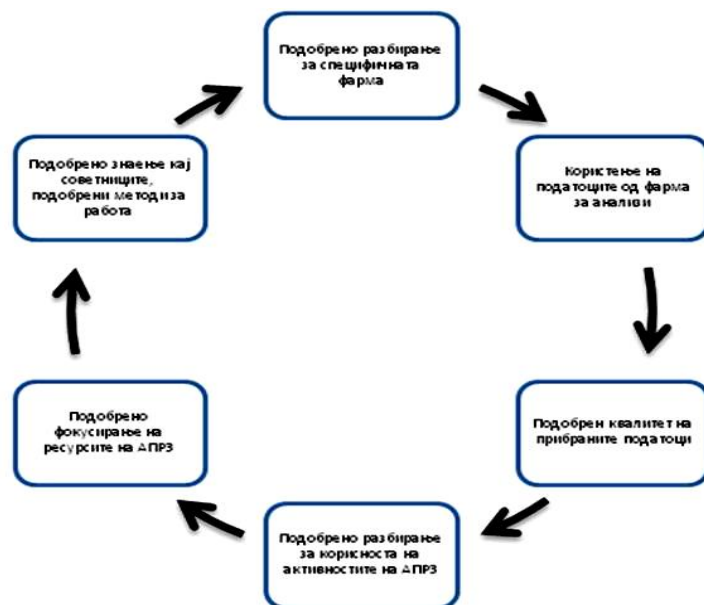 Подобрено разбирање
за специфичната
фарма
Користење на
податоците од фарма
за анализи
Подобрен квалитет на
прибраните податоци
Подобрено разбирање
за корисноста на
активностите на АПРЗ
Подобрено
фокусирање на
ресурсите на АПРЗ
Подобрено знаење кај
советниците,
подобрени методи за
работа